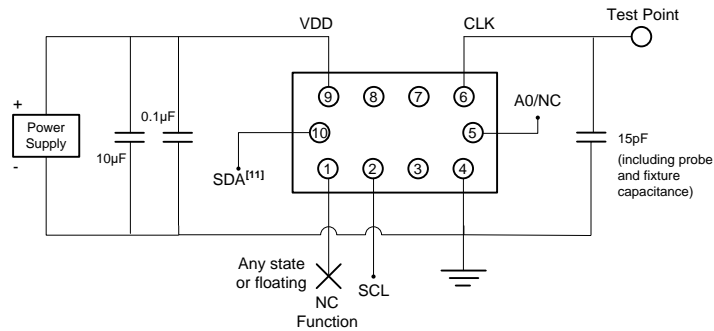 VDD
CLK
Test Point
+
Power
Supply
-
10µF
0.1µF
9
8
7
6
10
5
1
2
3
4
A0/NC
SDA[11]
15pF
(including probe
and fixture
capacitance)
Any state
or floating
NC
Function
SCL